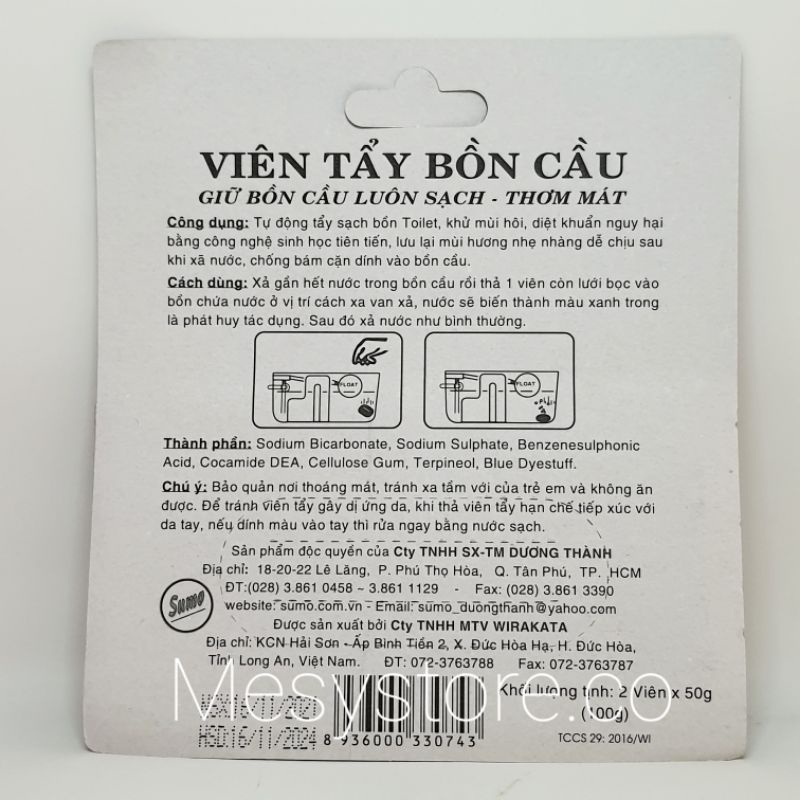 VIÊN TẨY BỒN CẦU
GIỮ BỒN CẦU LUÔN SẠCH - THƠM MÁT
Công dụng: Tự động tẩy sạch bồn Toilet, khử mùi hôi, diệt khuẩn nguy hại
bằng công nghệ sinh học tiên tiến, lưu lại mùi hương nhẹ nhàng dễ chịu sau
khi xã nước, chống bám cặn dính vào bồn cầu.
Cách dùng: Xả gần hết nước trong bồn cầu rồi thả 1 viên còn lưới bọc vào
bồn chứa nước ở vị trí cách xa van xả, nước sẽ biến thành màu xanh trong
là phát huy tác dụng. Sau đó xả nước như bình thường.
FLOAT
FLOAT
Thành phần: Sodium Bicarbonate, Sodium Sulphate, Benzenesulphonic
Acid, Cocamide DEA, Cellulose Gum, Terpineol, Blue Dyestuff.
Chú ý: Bảo quản nơi thoáng mát, tránh xa tầm với của trẻ em và không ăn
được. Để tránh viên tẩy gây dị ứng da, khi thả viên tẩy hạn chế tiếp xúc với
da tay, nếu dính màu vào tay thì rửa ngay bằng nước sạch.
Sản phẩm độc quyền của Cty TNHH SX-TM DƯƠNG THÀNH
Địa chỉ: 18-20-22 Lê Lăng, P. Phú Thọ Hòa, Q. Tân Phú, TP. HCM
ĐT:(028) 3.861 0458 - 3.861 1129 - Fax: (028) 3.861 3390
Sumo
website: sumo.com.vn - Email: sumo_duongthanh@yahoo.com
Được sản xuất bởi Cty TNHH MTV WIRAKATA
Địa chỉ: KCN Hải Sơn - Ấp Bình Tiền 2, X. Đức Hòa Hạ, H. Đức Hòa,
Tỉnh Long An, Việt Nam. ĐT: 072-3763788 Fax: 072-3763787
Mesystore.co
Khối lượng tịnh: 2 Viên x 50g
(100g)
NSX:16/11/2021
HSD:16/11/2024
8 936000 330743
TCCS 29: 2016/WI